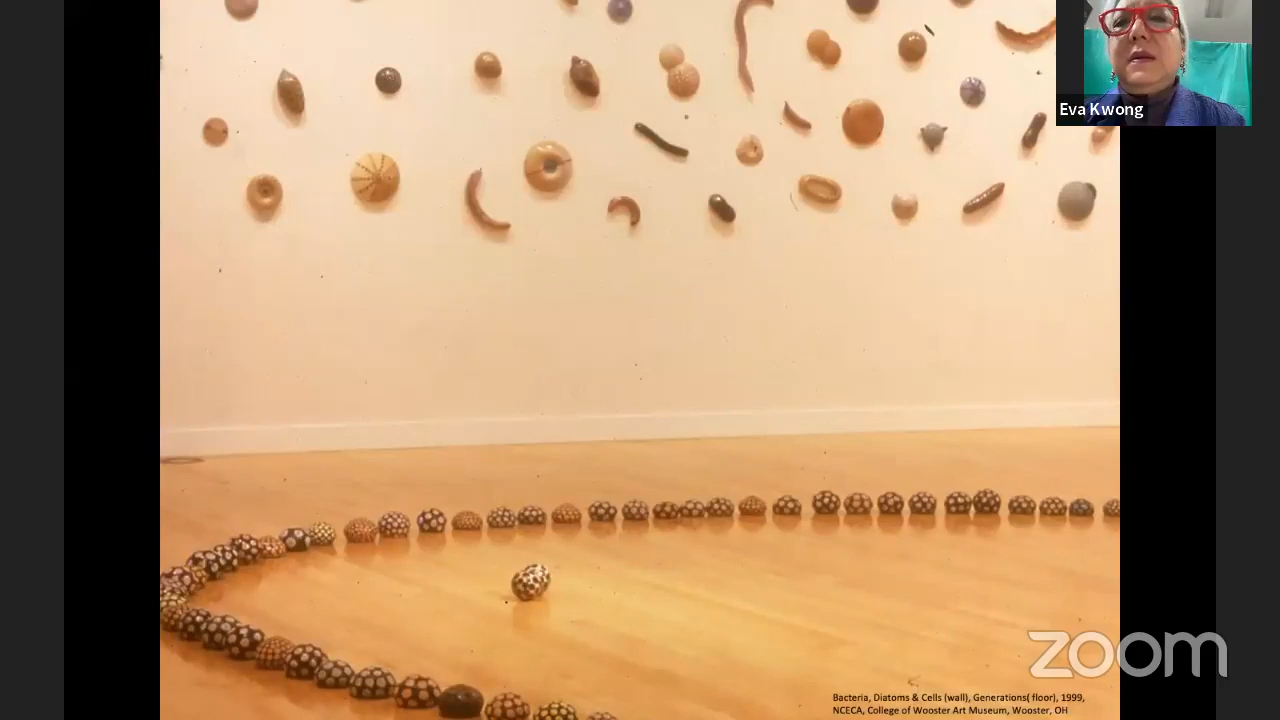 Eva Kwong
zoom
Bacteria, Diatoms & Cells (wall), Generations( floor), 1999,
NCECA, College of Wooster Art Museum, Wooster, OH